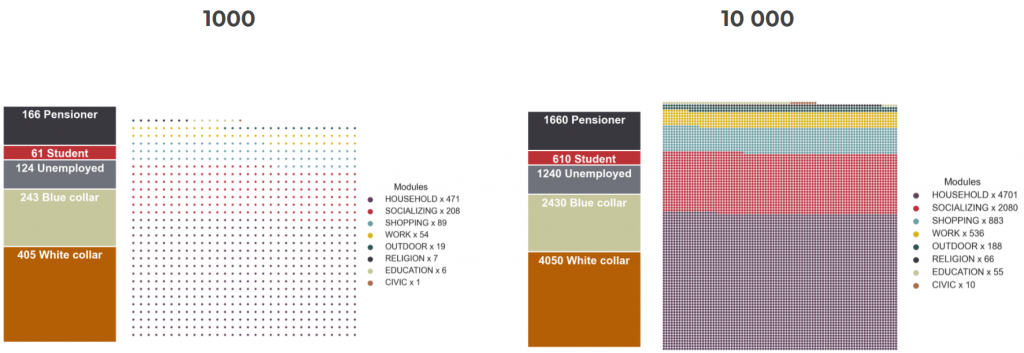 1000
166 Pensioner
61 Student
124 Unemployed
243 Blue collar
405 White collar
Modules
HOUSEHOLD x 471
SOCIALIZING x 208
SHOPPING x 89
WORK x 54
OUTDOOR x 19
RELIGION x 7
EDUCATION x 6
CIVIC x 1
10 000
1660 Pensioner
610 Student
1240 Unemployed
2430 Blue collar
4050 White collar
Modules
HOUSEHOLD x 4701
SOCIALIZING x 2080
SHOPPING x 883
WORK x 536
OUTDOOR x 188
RELIGION x 66
EDUCATION x 55
CIVIC x 10